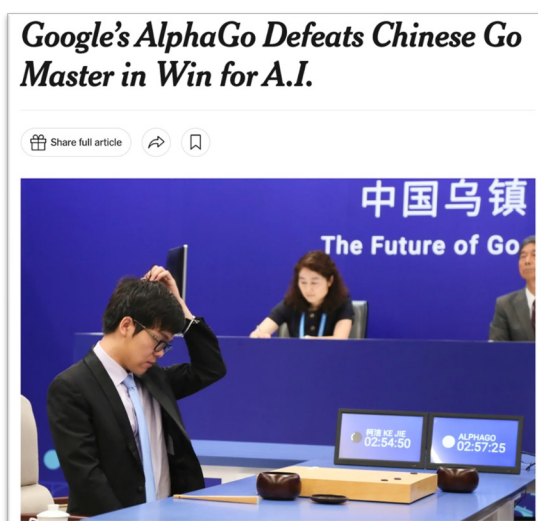 Google's AlphaGo Defeats Chinese Go
Master in Win for A.I.
Share full article
中国乌镇
The Future of Go
柯洁 KE JIE
02:54:50
ALPHAGO
02:57:25